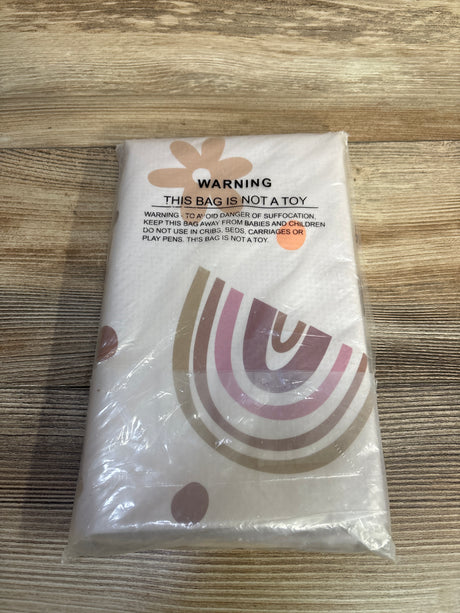 WARNING
THIS BAG IS NOT A TOY
WARNING - TO AVOID DANGER OF SUFFOCATION,
KEEP THIS BAG AWAY FROM BABIES AND CHILDREN
DO NOT USE IN CRIBS, BEDS, CARRIAGES OR
PLAY PENS. THIS BAG IS NOT A TOY.